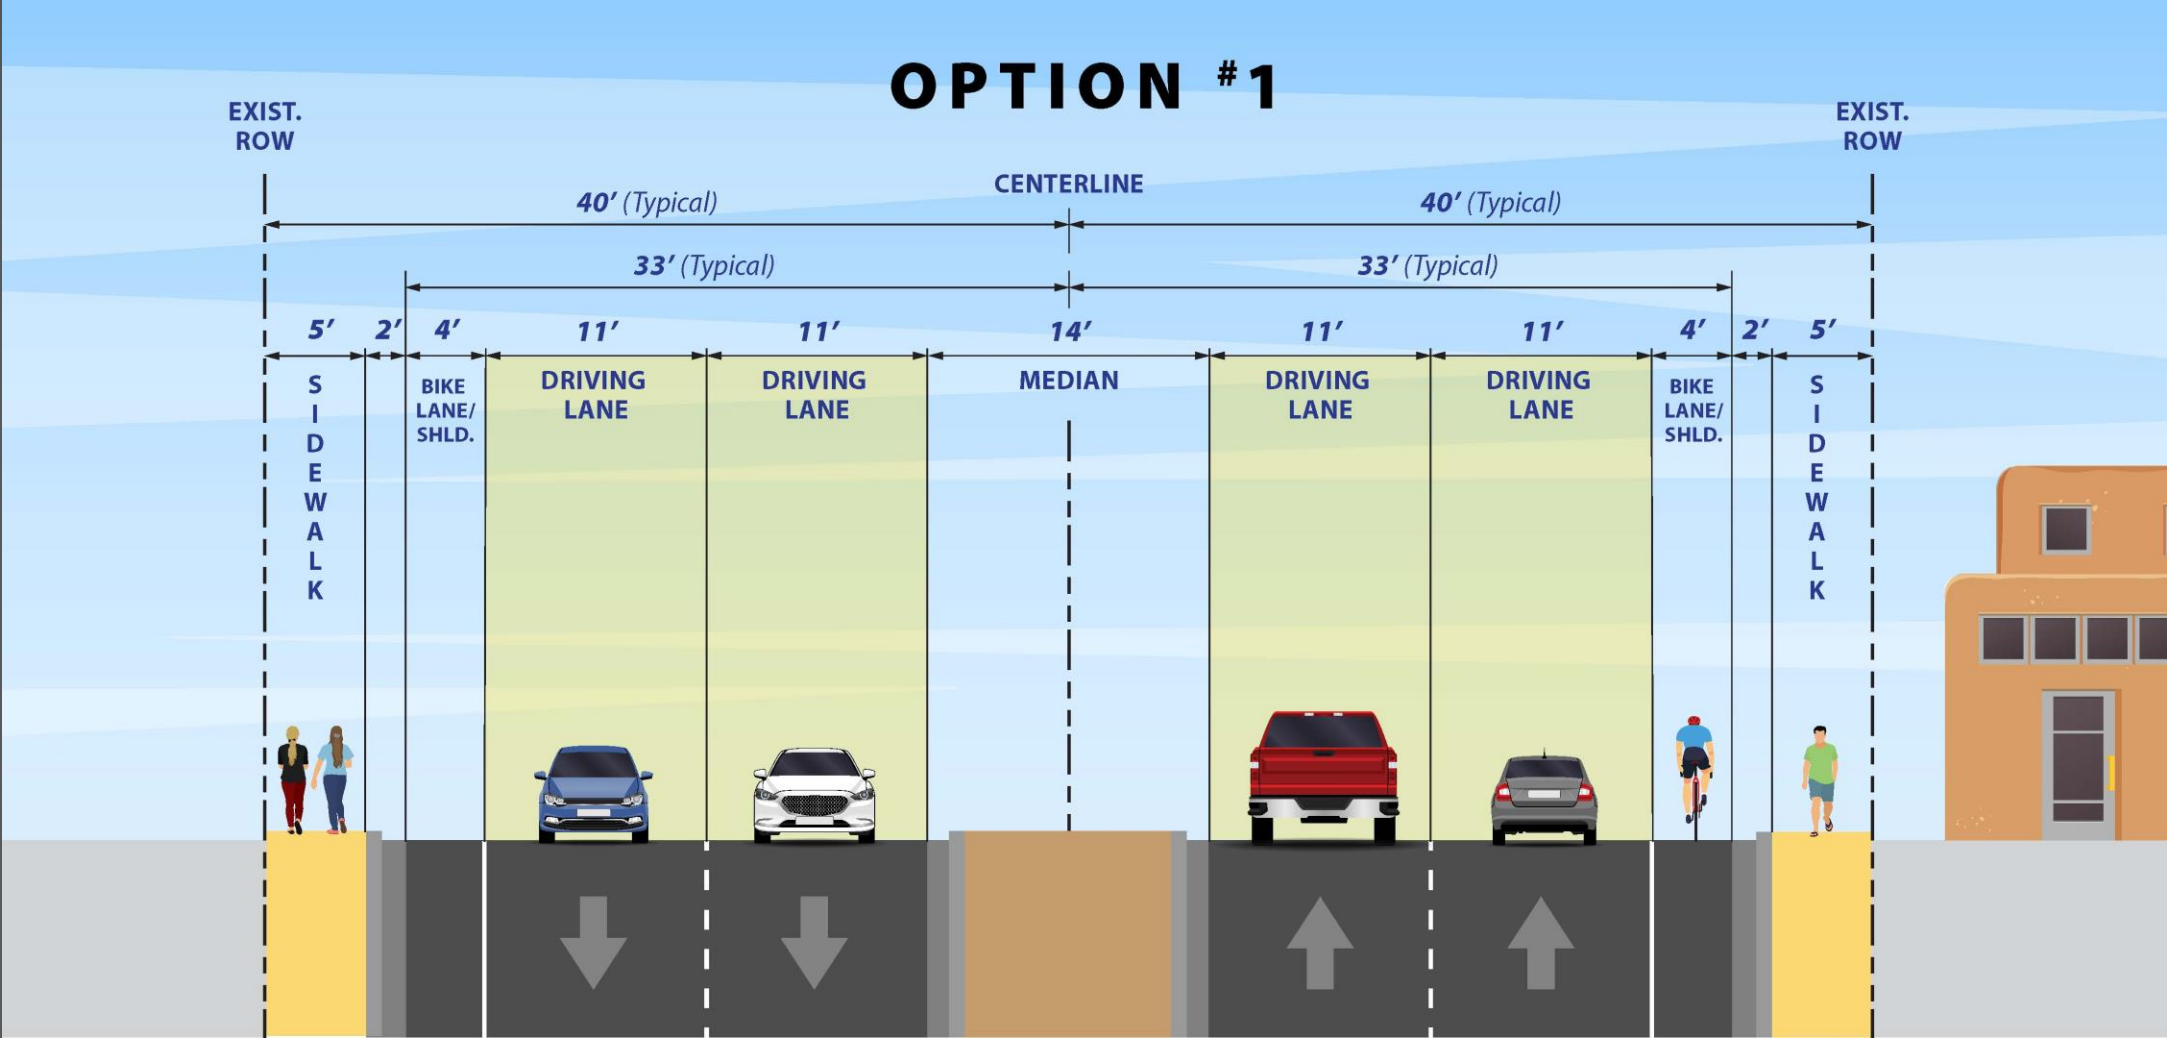 OPTION #1
EXIST.
ROW
EXIST.
ROW
CENTERLINE
40’ (Typical)
40’ (Typical)
33’ (Typical)
33’ (Typical)
5’ 2’ 4’ 11’ 11’ 14’ 11’ 11’ 4’ 2’ 5’
SIDEWALK
BIKE
LANE/
SHLD.
DRIVING
LANE
DRIVING
LANE
MEDIAN
DRIVING
LANE
DRIVING
LANE
BIKE
LANE/
SHLD.
SIDEWALK